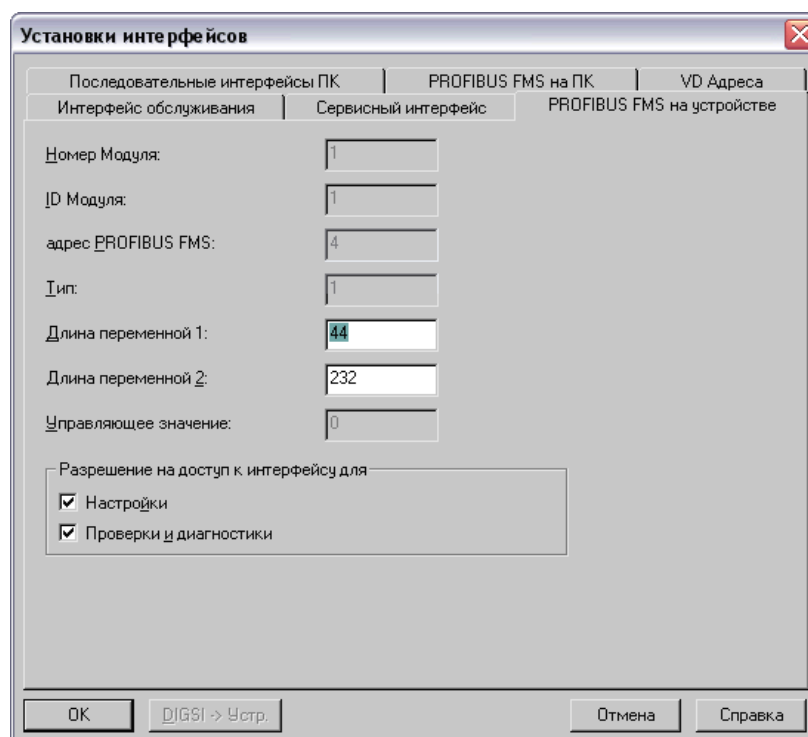 Установки интерфейсов
Последовательные интерфейсы ПК PROFIBUS FMS на ПК VD Адреса
Интерфейс обслуживания Сервисный интерфейс PROFIBUS FMS на устройстве
Номер Модуля: 1
ID Модуля: 1
адрес PROFIBUS FMS: 4
Тип: 1
Длина переменной 1: 44
Длина переменной 2: 232
Управляющее значение: 0
Разрешение на доступ к интерфейсу для
Настройки
Проверки и диагностики
OK DIGSI -> Устр. Отмена Справка